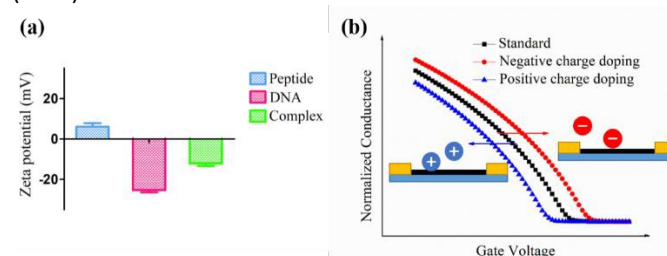 (a)
Zeta potential (mV)
20
0
-20
Peptide
DNA
Complex
(b)
Normalized Conductance
Standard
Negative charge doping
Positive charge doping
Gate Voltage